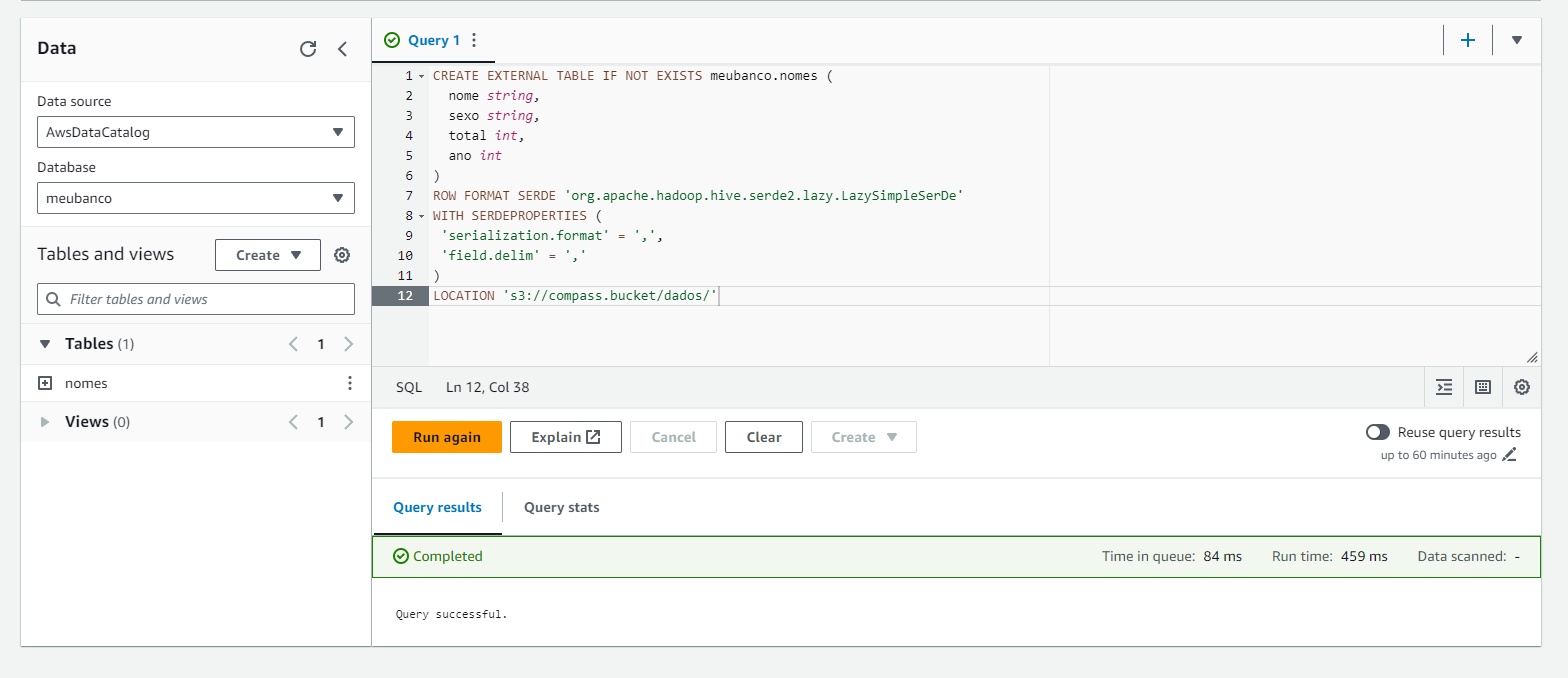 Data
Data source
AwsDataCatalog
Database
meubanco
Tables and views
Create
Filter tables and views
Tables (1)
1
nomes
Views (0)
1
Query 1
1 CREATE EXTERNAL TABLE IF NOT EXISTS meubanco.nomes (
2 nome string,
3 sexo string,
4 total int,
5 ano int
6 )
7 ROW FORMAT SERDE 'org.apache.hadoop.hive.serde2.lazy.LazySimpleSerDe'
8 WITH SERDEPROPERTIES (
9 'serialization.format' = ',',
10 'field.delim' = ','
11 )
12 LOCATION 's3://compass.bucket/dados/'
SQL Ln 12, Col 38
Run again Explain Cancel Clear Create
Reuse query results
up to 60 minutes ago
Query results Query stats
Completed Time in queue: 84 ms Run time: 459 ms Data scanned: -
Query successful.